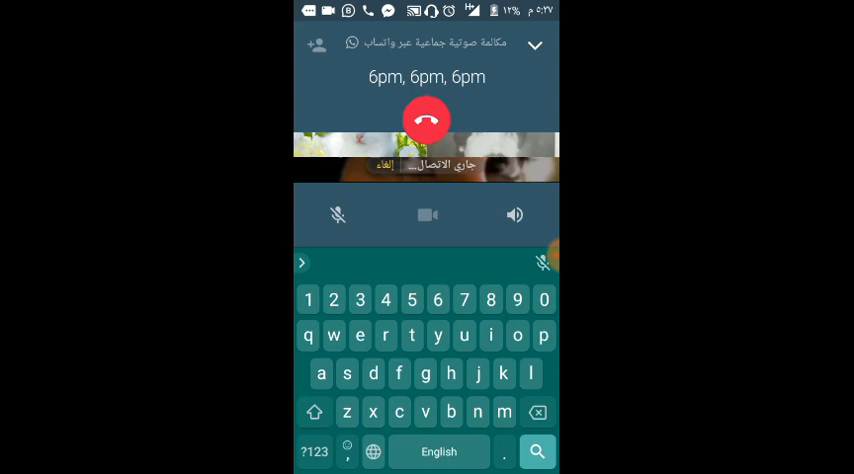 ١٢% ٥:٢٧ م
مكالمة صوتية جماعية عبر واتساب
6pm, 6pm, 6pm
جاري الاتصال... إلغاء
1 2 3 4 5 6 7 8 9 0
q w e r t y u i o p
a s d f g h j k l
z x c v b n m
?123 , English .